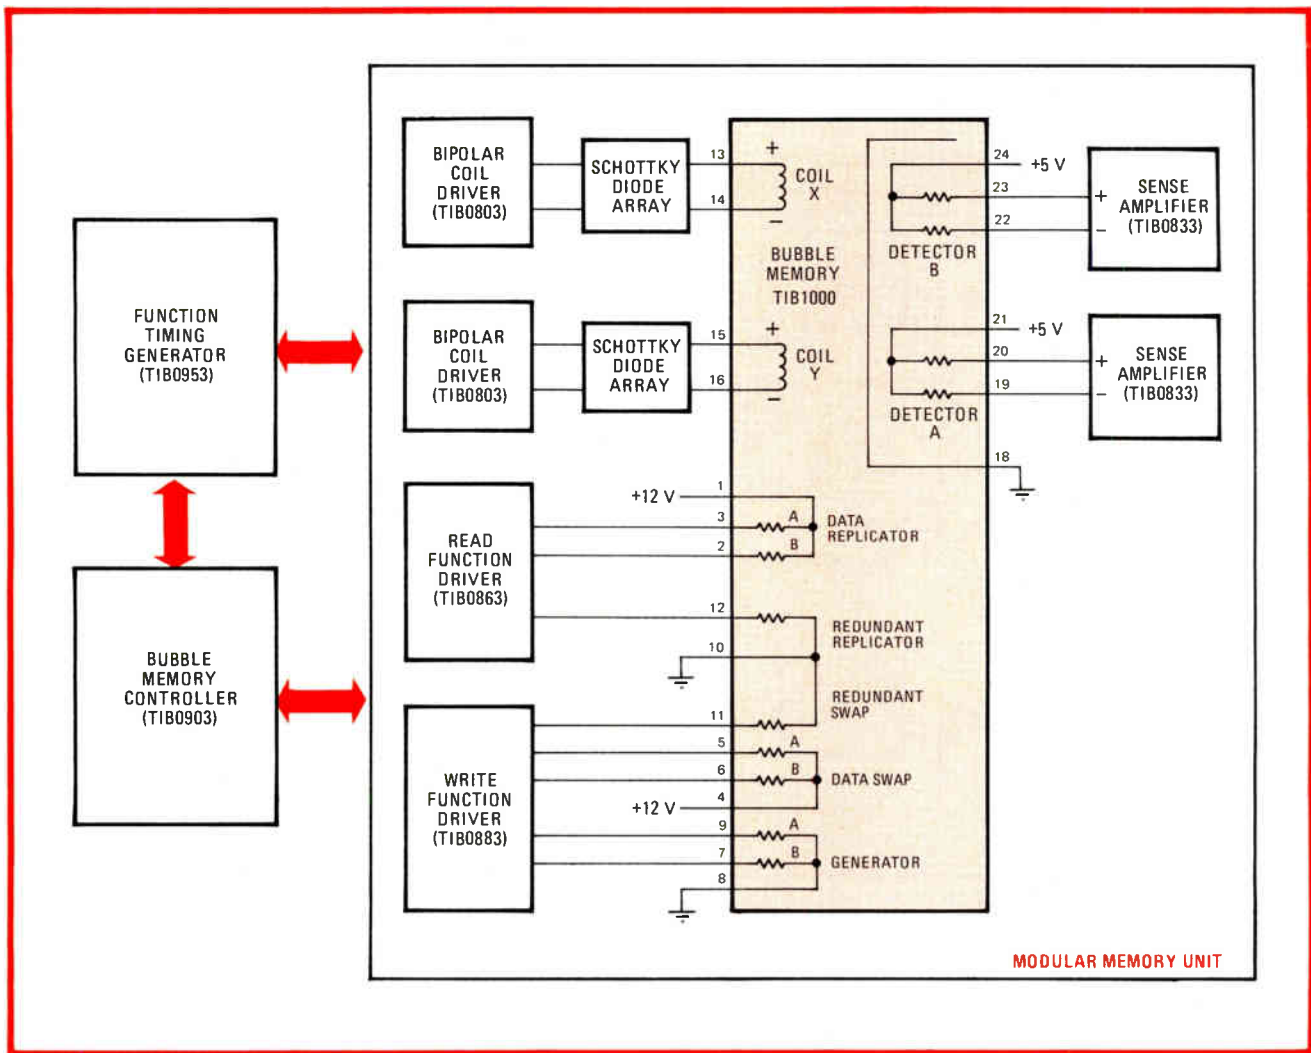 FUNCTION
TIMING
GENERATOR
(TIB0953)
BUBBLE
MEMORY
CONTROLLER
(TIB0903)
BIPOLAR
COIL
DRIVER
(TIB0803)
SCHOTTKY
DIODE
ARRAY
13
14
+
−
COIL
X
BIPOLAR
COIL
DRIVER
(TIB0803)
SCHOTTKY
DIODE
ARRAY
15
16
+
−
COIL
Y
BUBBLE
MEMORY
TIB1000
READ
FUNCTION
DRIVER
(TIB0863)
+12 V
1
3
2
12
10
A
B
DATA
REPLICATOR
REDUNDANT
REPLICATOR
REDUNDANT
SWAP
WRITE
FUNCTION
DRIVER
(TIB0883)
11
5
6
4
+12 V
9
7
8
A
B
DATA SWAP
A
B
GENERATOR
24
+5 V
23
22
DETECTOR
B
+
−
SENSE
AMPLIFIER
(TIB0833)
21
+5 V
20
19
DETECTOR
A
+
−
SENSE
AMPLIFIER
(TIB0833)
18
MODULAR MEMORY UNIT